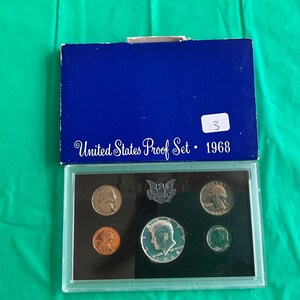 3
United States Proof Set • 1968